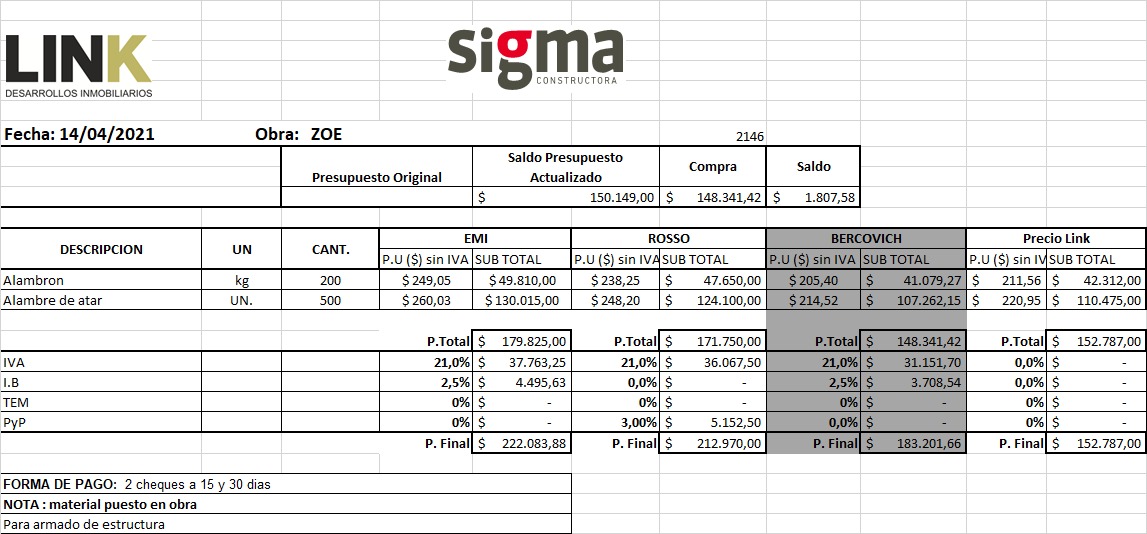 LINK
DESARROLLOS INMOBILIARIOS
sigma
CONSTRUCTORA
Fecha: 14/04/2021 Obra: ZOE 2146
Presupuesto Original Saldo Presupuesto Actualizado Compra Saldo
$ 150.149,00 $ 148.341,42 $ 1.807,58
DESCRIPCION UN CANT. EMI ROSSO BERCOVICH Precio Link
P.U ($) sin IVA SUB TOTAL P.U ($) sin IVA SUB TOTAL P.U ($) sin IVA SUB TOTAL P.U ($) sin IV SUB TOTAL
Alambron kg 200 $ 249,05 $ 49.810,00 $ 238,25 $ 47.650,00 $ 205,40 $ 41.079,27 $ 211,56 $ 42.312,00
Alambre de atar UN. 500 $ 260,03 $ 130.015,00 $ 248,20 $ 124.100,00 $ 214,52 $ 107.262,15 $ 220,95 $ 110.475,00
P.Total $ 179.825,00 P.Total $ 171.750,00 P.Total $ 148.341,42 P.Total $ 152.787,00
IVA 21,0% $ 37.763,25 21,0% $ 36.067,50 21,0% $ 31.151,70 0,0% $ -
I.B 2,5% $ 4.495,63 0,0% $ - 2,5% $ 3.708,54 0,0% $ -
TEM 0% $ - 0% $ - 0% $ - 0% $ -
PyP 0% $ - 3,00% $ 5.152,50 0,0% $ - 0% $ -
P. Final $ 222.083,88 P. Final $ 212.970,00 P. Final $ 183.201,66 P. Final $ 152.787,00
FORMA DE PAGO: 2 cheques a 15 y 30 dias
NOTA : material puesto en obra
Para armado de estructura